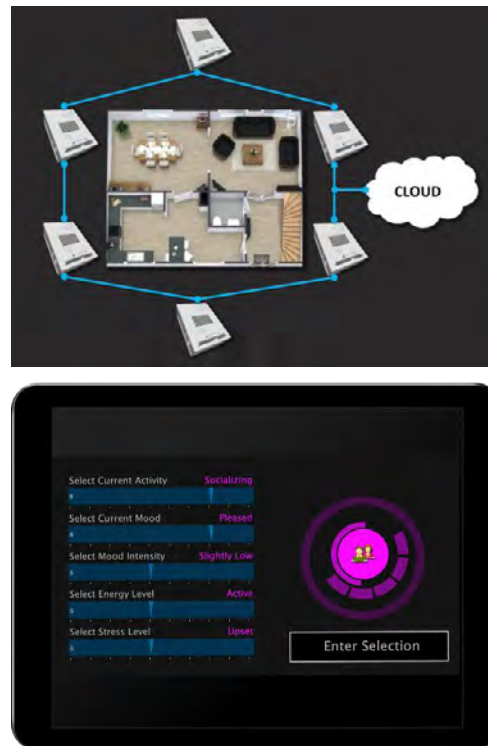 CLOUD
Select Current Activity Socializing
Select Current Mood Pleased
Select Mood Intensity Slightly Low
Select Energy Level Active
Select Stress Level Upset
Enter Selection